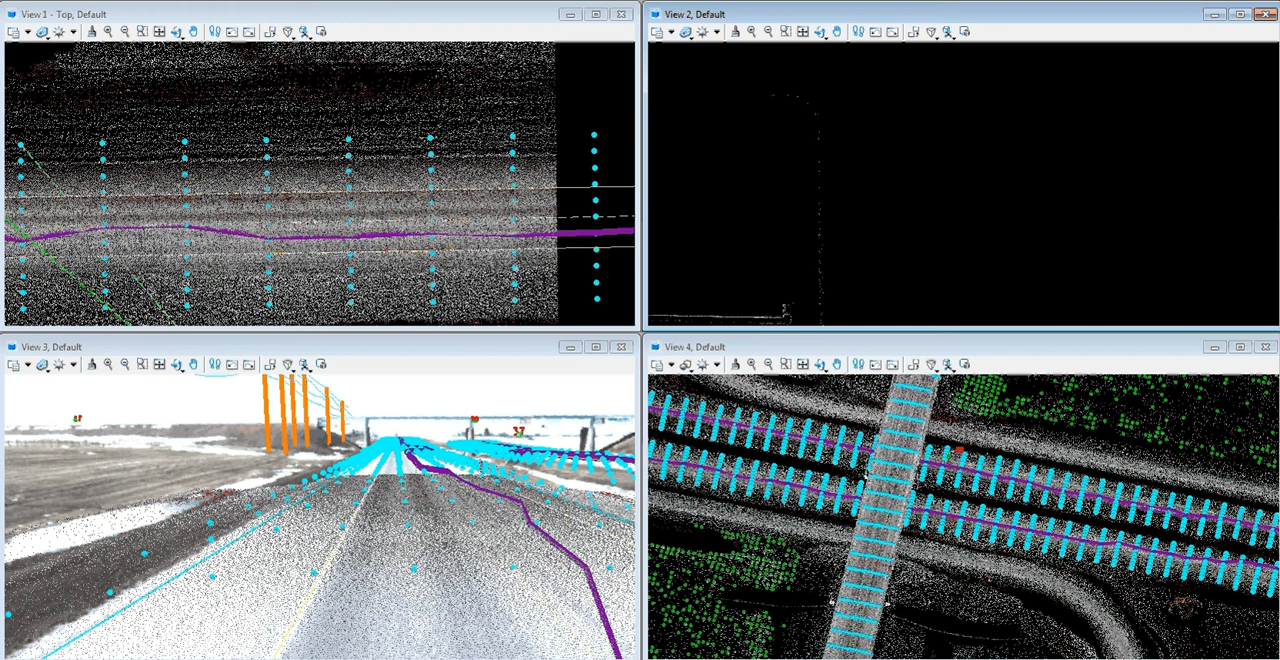 View 1 - Top, Default
View 2, Default
View 3, Default
View 4, Default